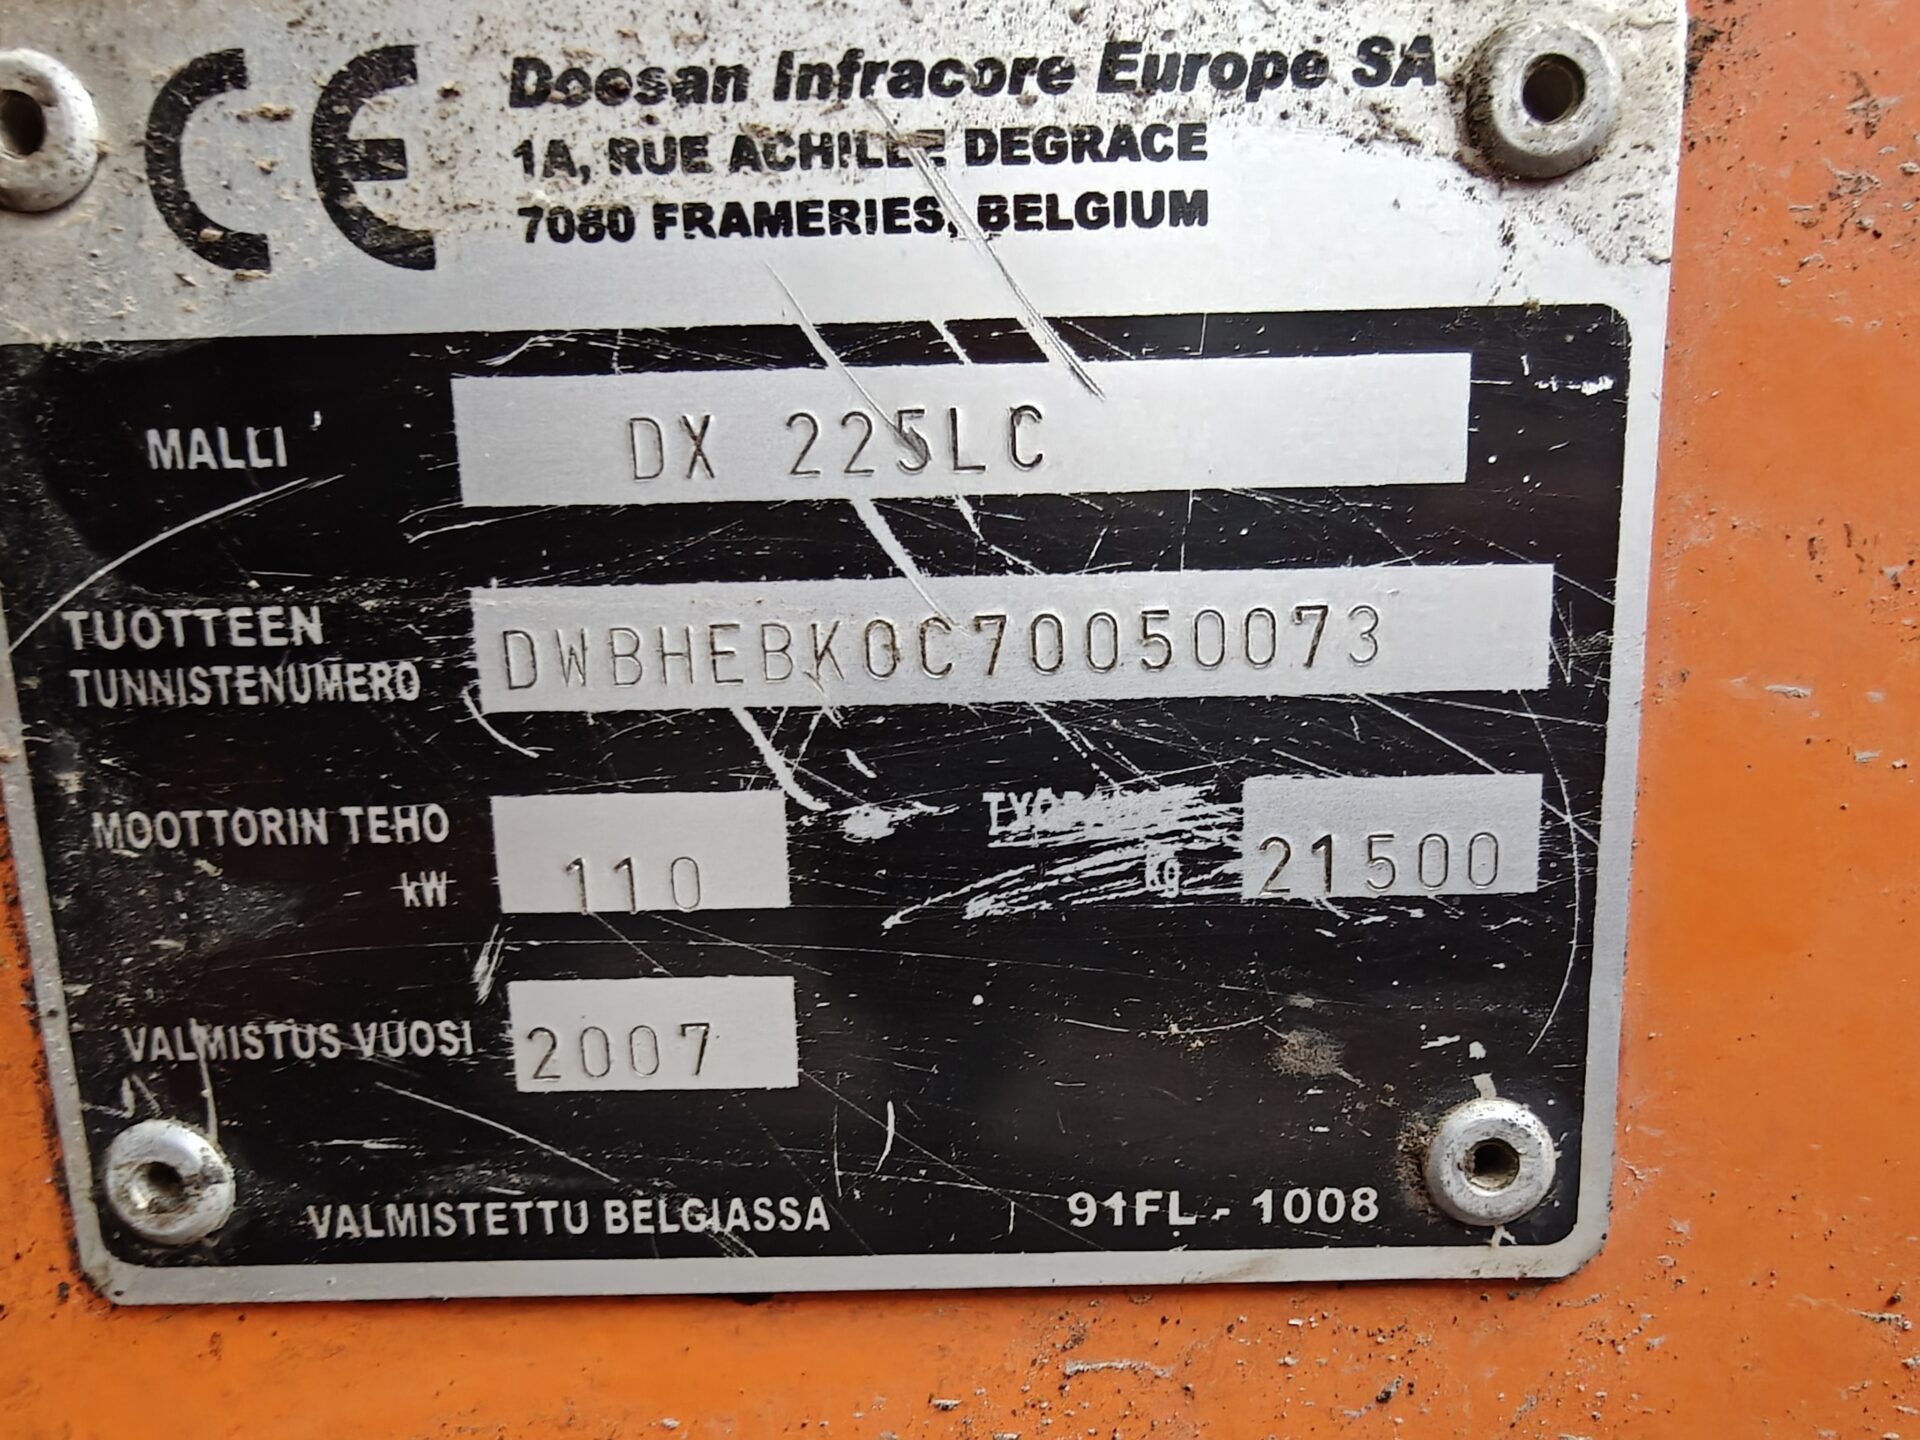 CE
Doosan Infracore Europe SA
1A, RUE ACHILLE DEGRACE
7080 FRAMERIES, BELGIUM
MALLI DX 225LC
TUOTTEEN
TUNNISTENUMERO DWBHEBK0C70050073
MOOTTORIN TEHO
kW 110
kg 21500
VALMISTUS VUOSI 2007
VALMISTETTU BELGIASSA 91FL - 1008